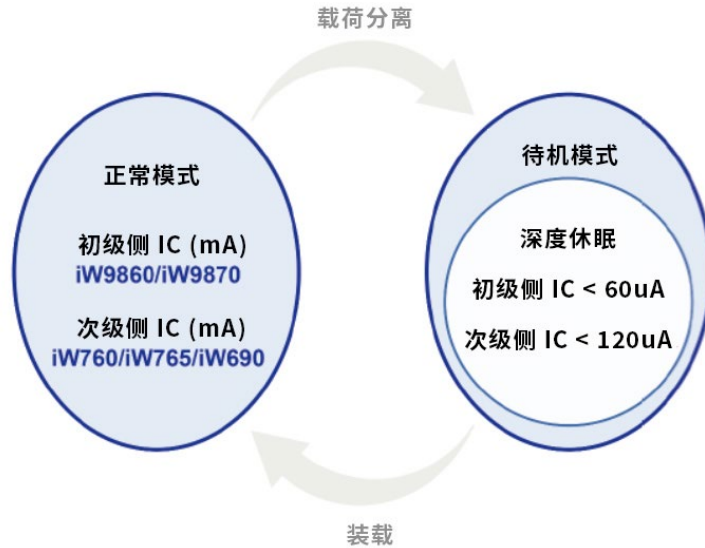 载荷分离
正常模式
初级侧 IC (mA)
iW9860/iW9870
次级侧 IC (mA)
iW760/iW765/iW690
待机模式
深度休眠
初级侧 IC < 60uA
次级侧 IC < 120uA
装载